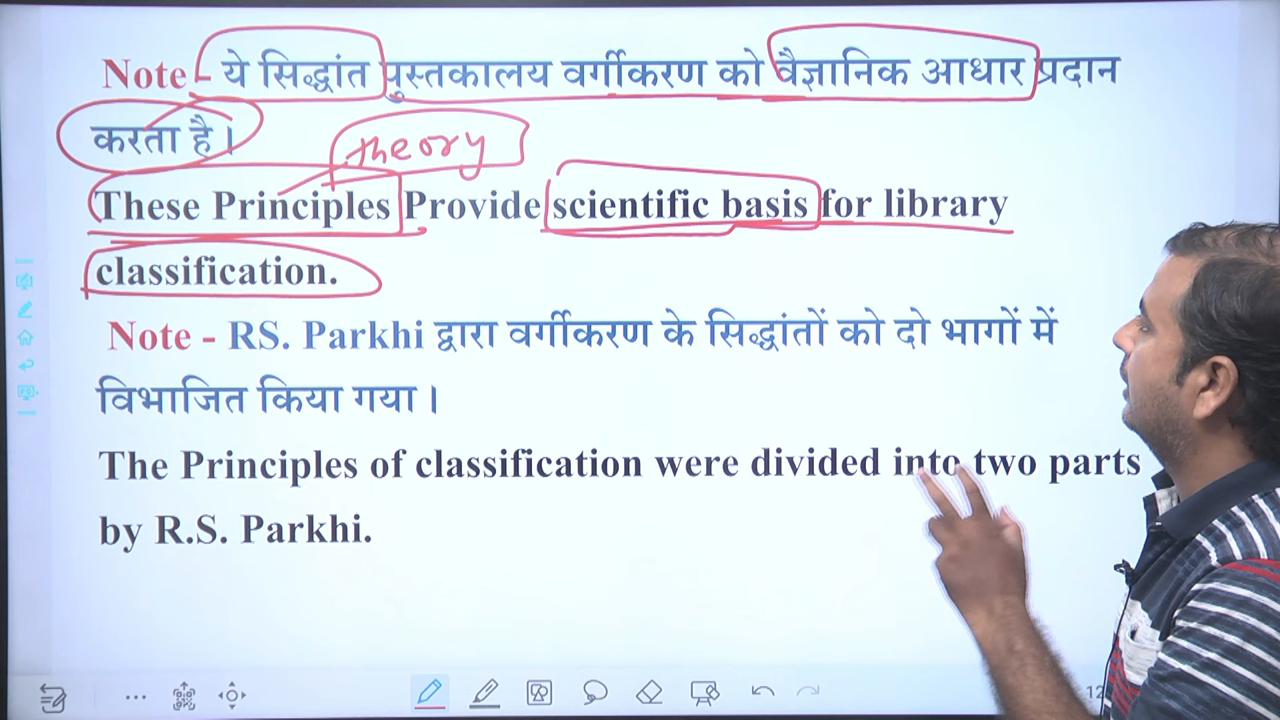 Note - ये सिद्धांत पुस्तकालय वर्गीकरण को वैज्ञानिक आधार प्रदान
करता है।
theory
These Principles Provide scientific basis for library
classification.
Note - RS. Parkhi द्वारा वर्गीकरण के सिद्धांतों को दो भागों में
विभाजित किया गया।
The Principles of classification were divided into two parts
by R.S. Parkhi.
12